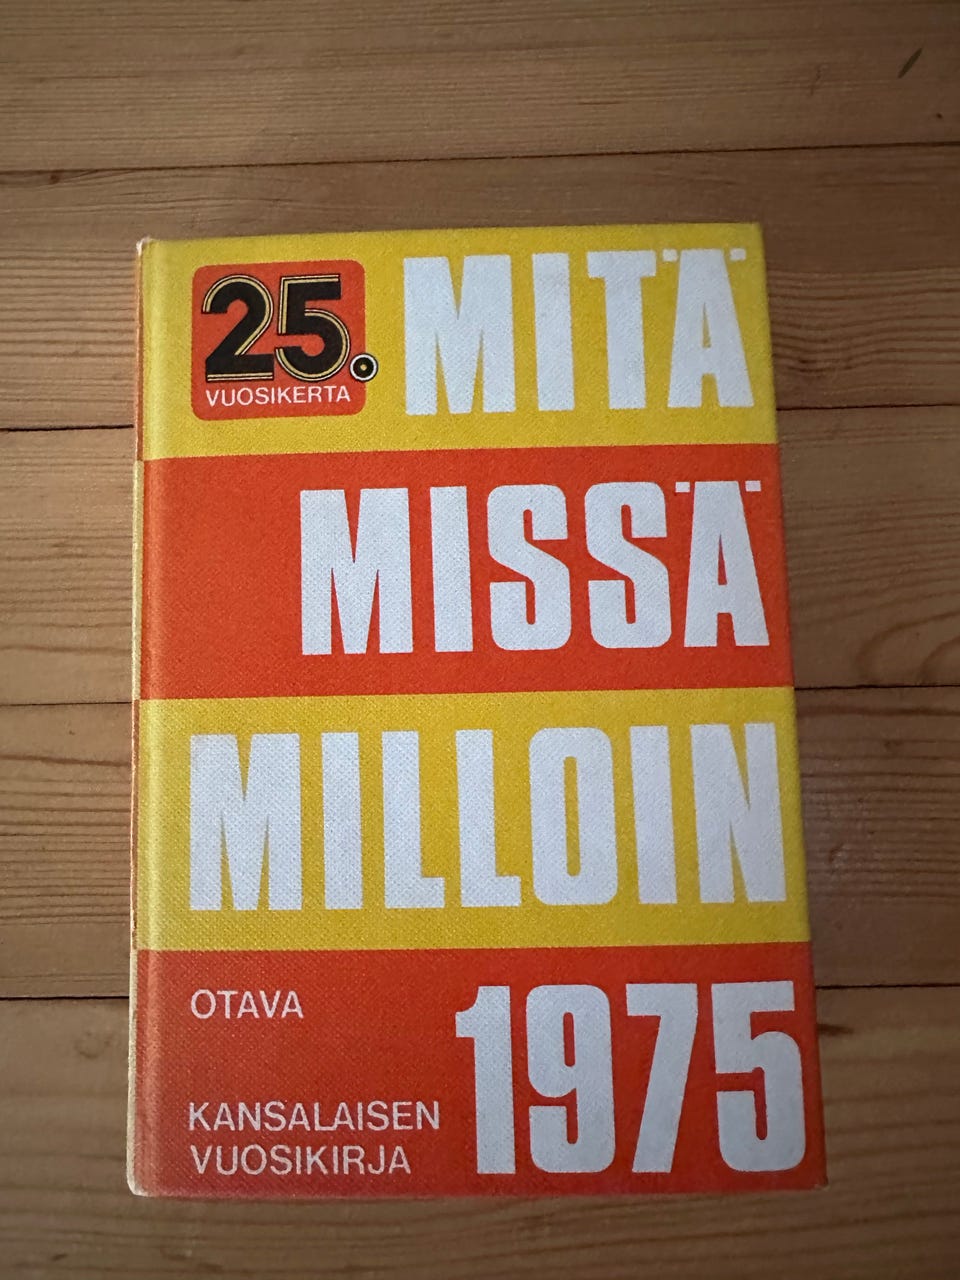 25.
VUOSIKERTA
MITÄ
MISSÄ
MILLOIN
1975
OTAVA
KANSALAISEN
VUOSIKIRJA